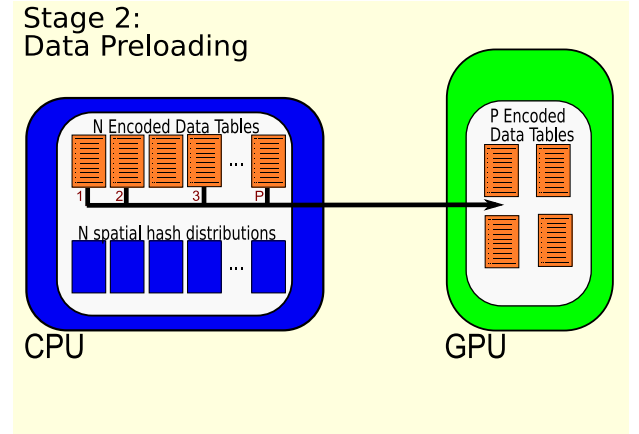 Stage 2:
Data Preloading
N Encoded Data Tables
...
1 2 3 P
N spatial hash distributions
...
CPU
P Encoded
Data Tables
GPU